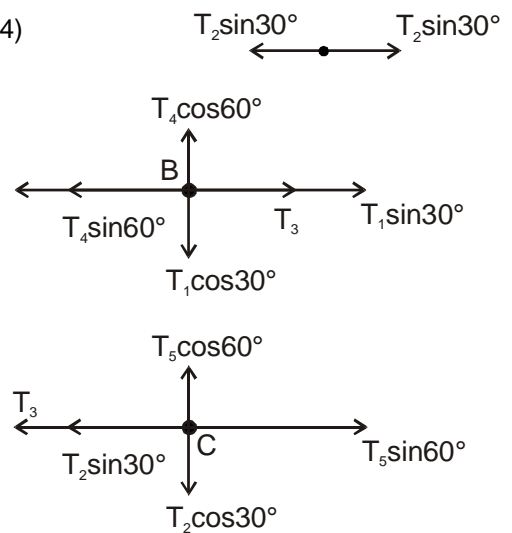 4)
T₂sin30° T₂sin30°
T₄cos60°
B
T₄sin60° T₃ T₁sin30°
T₁cos30°
T₅cos60°
T₃
C
T₂sin30° T₅sin60°
T₂cos30°